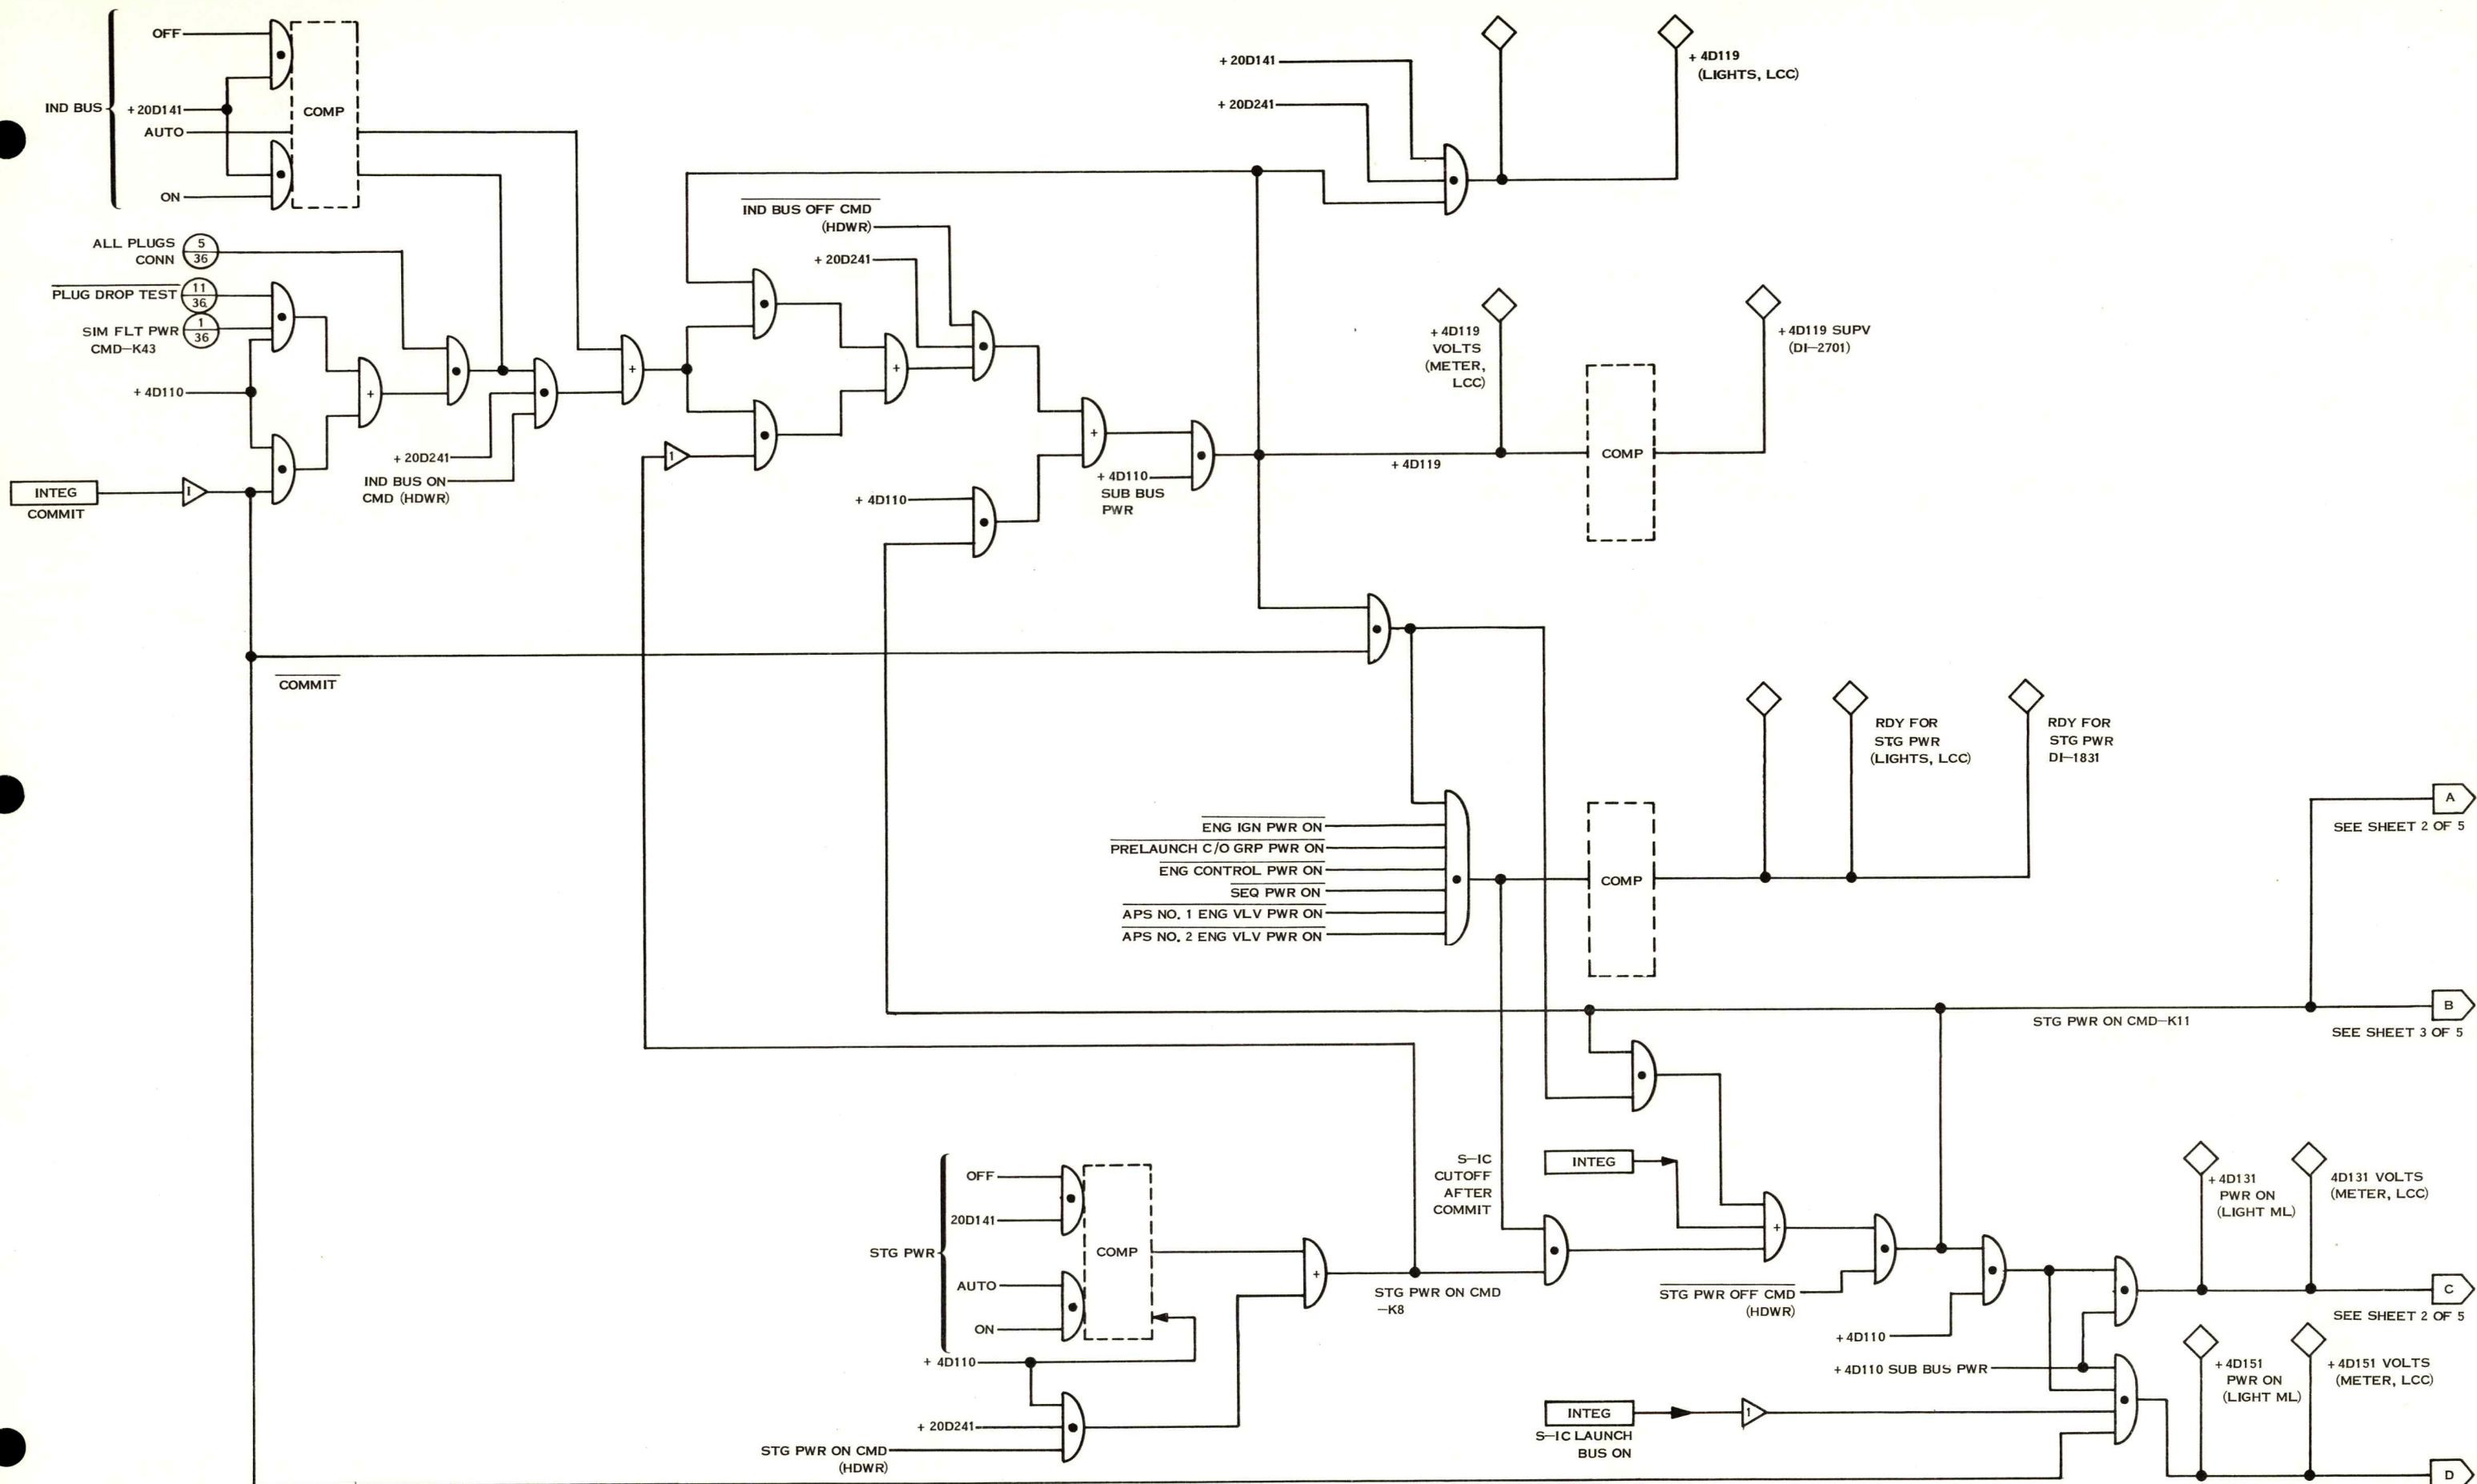 OFF
IND BUS
+20D141
AUTO
ON
COMP
ALL PLUGS
CONN
5
36
PLUG DROP TEST
11
36
SIM FLT PWR
CMD—K43
1
36
+ 4D110
INTEG
COMMIT
1
+ 20D241
IND BUS ON
CMD (HDWR)
+
+
IND BUS OFF CMD
(HDWR)
+ 20D241
+
1
+ 4D110
+
+ 4D110
SUB BUS
PWR
+ 20D141
+ 20D241
+ 4D119
(LIGHTS, LCC)
+ 4D119
VOLTS
(METER,
LCC)
+ 4D119
COMP
+ 4D119 SUPV
(DI—2701)
COMMIT
ENG IGN PWR ON
PRELAUNCH C/O GRP PWR ON
ENG CONTROL PWR ON
SEQ PWR ON
APS NO. 1 ENG VLV PWR ON
APS NO. 2 ENG VLV PWR ON
COMP
RDY FOR
STG PWR
(LIGHTS, LCC)
RDY FOR
STG PWR
DI—1831
A
SEE SHEET 2 OF 5
STG PWR ON CMD—K11
B
SEE SHEET 3 OF 5
STG PWR
OFF
20D141
AUTO
ON
COMP
+ 4D110
+ 20D241
STG PWR ON CMD
(HDWR)
+
STG PWR ON CMD
—K8
S—IC
CUTOFF
AFTER
COMMIT
INTEG
+
STG PWR OFF CMD
(HDWR)
+ 4D110
+ 4D110 SUB BUS PWR
INTEG
S—IC LAUNCH
BUS ON
1
+ 4D131
PWR ON
(LIGHT ML)
4D131 VOLTS
(METER, LCC)
C
SEE SHEET 2 OF 5
+ 4D151
PWR ON
(LIGHT ML)
+ 4D151 VOLTS
(METER, LCC)
D